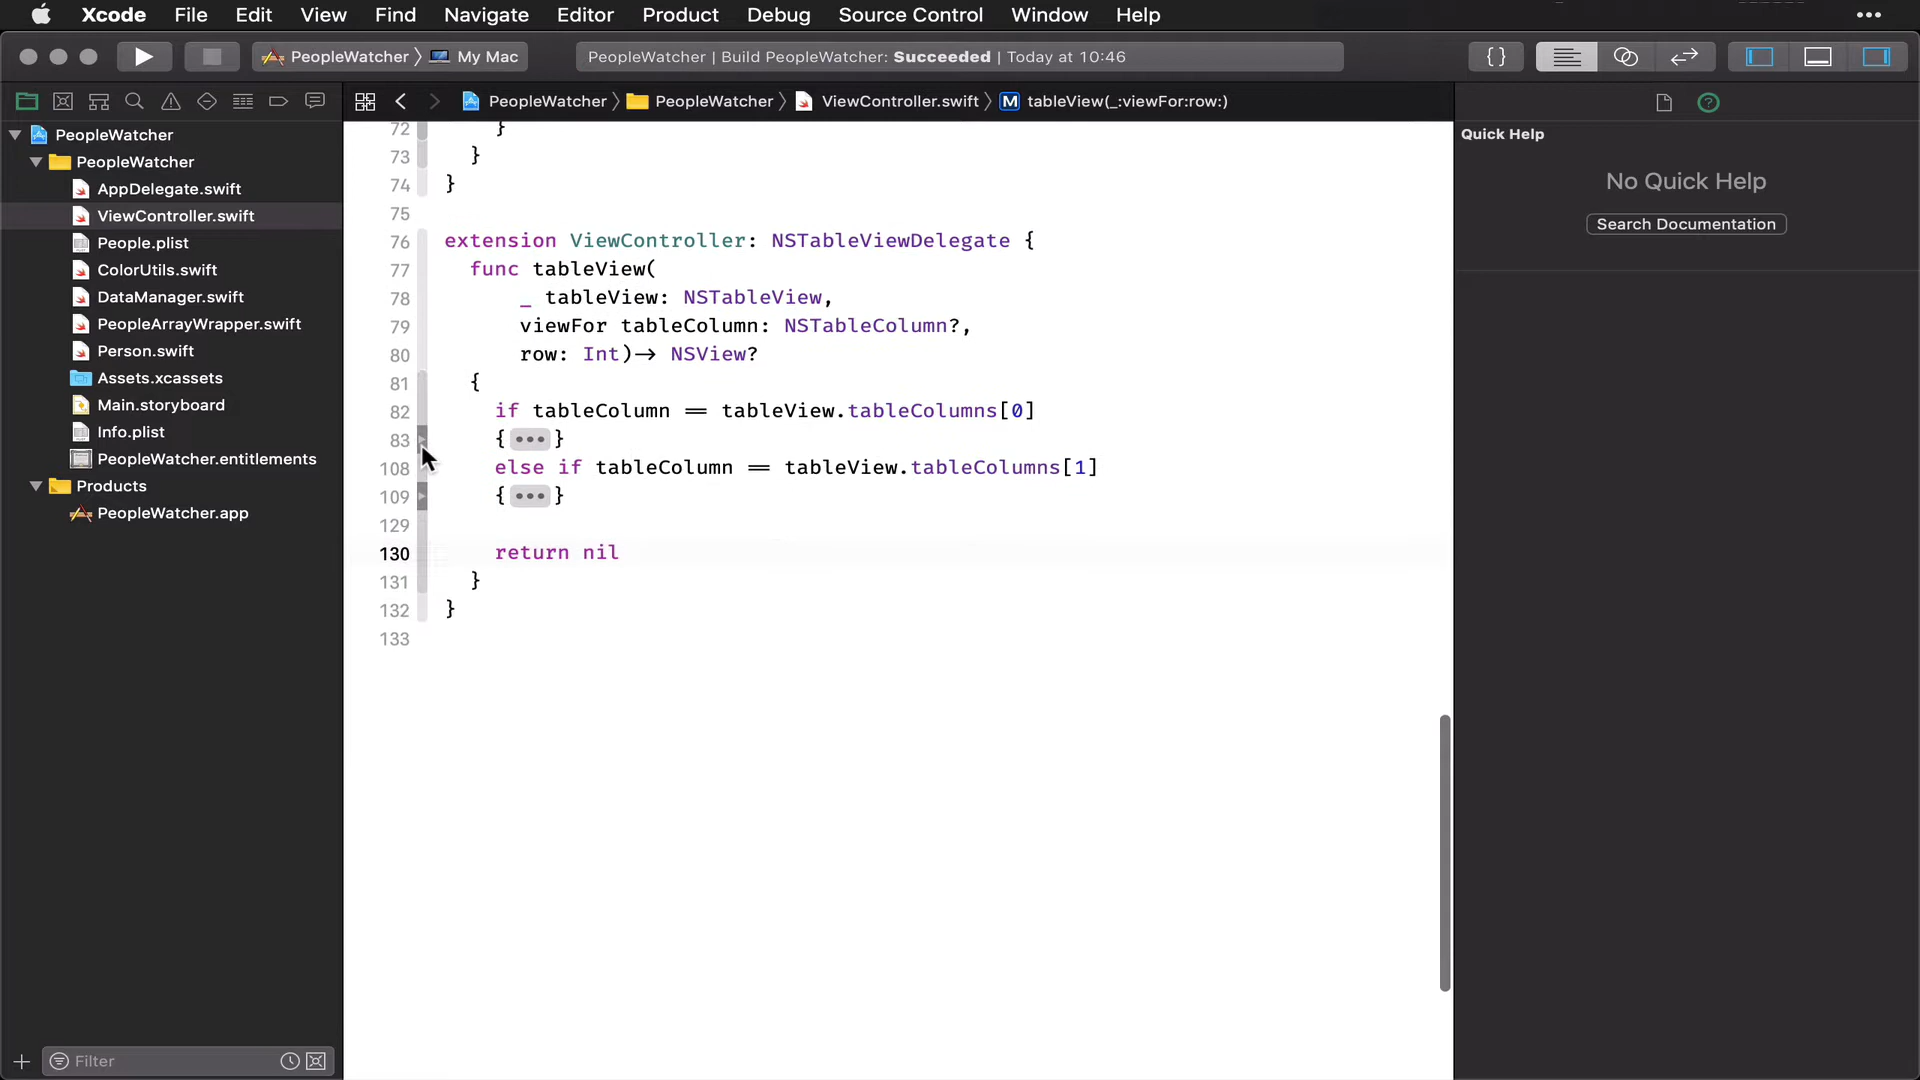 Xcode File Edit View Find Navigate Editor Product Debug Source Control Window Help
PeopleWatcher 〉 My Mac
PeopleWatcher | Build PeopleWatcher: Succeeded | Today at 10:46
{ }
PeopleWatcher 〉 PeopleWatcher 〉 ViewController.swift 〉 M tableView(_:viewFor:row:)
PeopleWatcher
PeopleWatcher
AppDelegate.swift
ViewController.swift
People.plist
ColorUtils.swift
DataManager.swift
PeopleArrayWrapper.swift
Person.swift
Assets.xcassets
Main.storyboard
Info.plist
PeopleWatcher.entitlements
Products
PeopleWatcher.app
Filter
72 }
73 }
74 }
75
76 extension ViewController: NSTableViewDelegate {
77 func tableView(
78 _ tableView: NSTableView,
79 viewFor tableColumn: NSTableColumn?,
80 row: Int)-> NSView?
81 {
82 if tableColumn == tableView.tableColumns[0]
83 {•••}
108 else if tableColumn == tableView.tableColumns[1]
109 {•••}
129
130 return nil
131 }
132 }
133
Quick Help
No Quick Help
Search Documentation